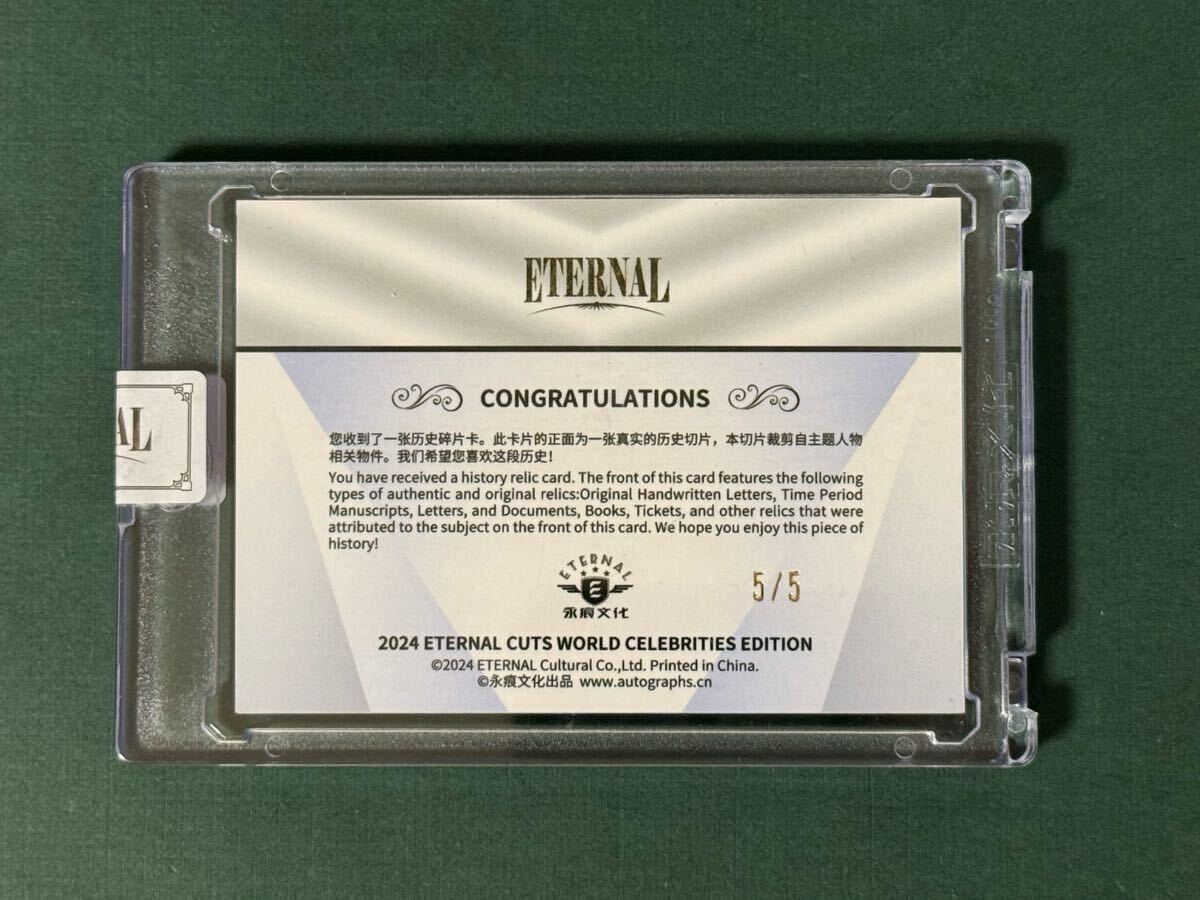 ETERNAL
CONGRATULATIONS
AL
您收到了一张历史碎片卡。此卡片的正面为一张真实的历史切片，本切片裁剪自主题人物
相关物件。我们希望您喜欢这段历史！
You have received a history relic card. The front of this card features the following
types of authentic and original relics:Original Handwritten Letters, Time Period
Manuscripts, Letters, and Documents, Books, Tickets, and other relics that were
attributed to the subject on the front of this card. We hope you enjoy this piece of
history!
ETERNAL
E
永痕文化
5/5
2024 ETERNAL CUTS WORLD CELEBRITIES EDITION
©2024 ETERNAL Cultural Co.,Ltd. Printed in China.
©永痕文化出品 www.autographs.cn